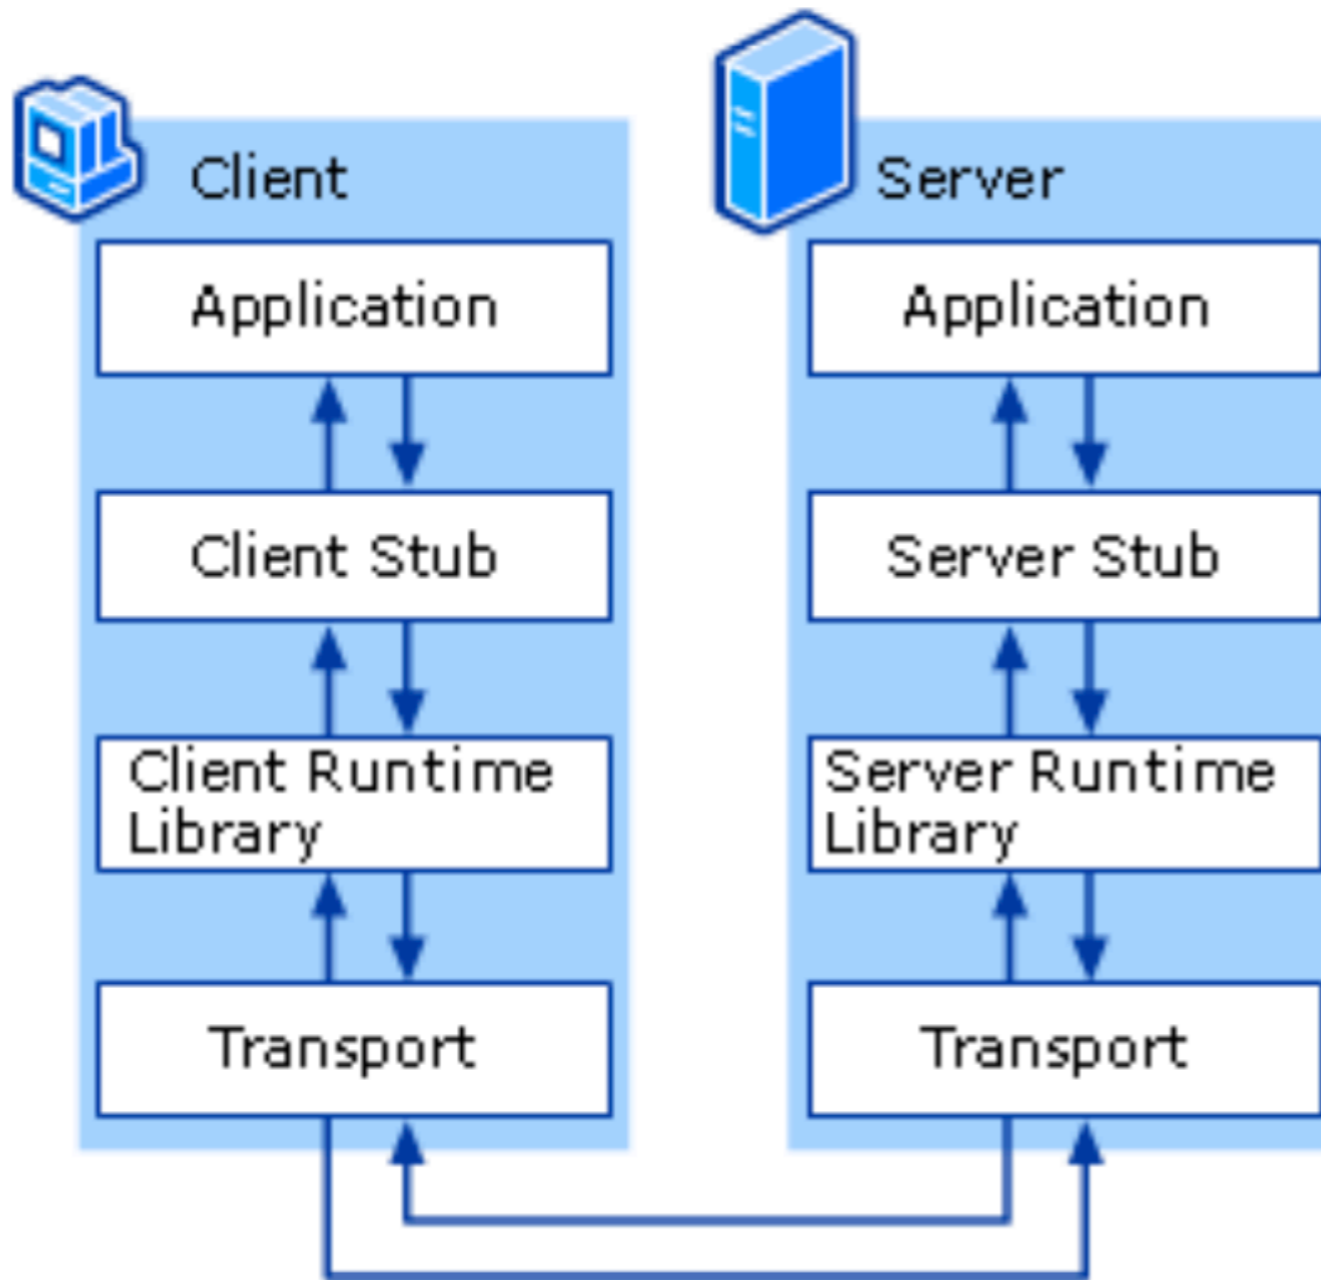 Client
Application
Client Stub
Client Runtime
Library
Transport
Server
Application
Server Stub
Server Runtime
Library
Transport